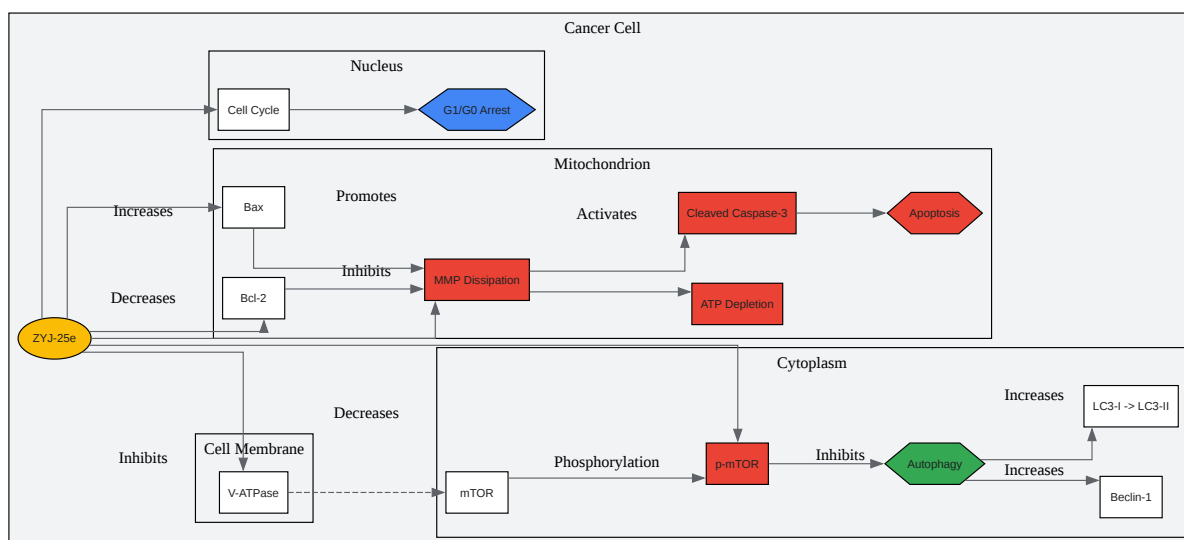 Cancer Cell
Nucleus
Cell Cycle
G1/G0 Arrest
Mitochondrion
Increases
Bax
Promotes
Activates
Cleaved Caspase-3
Apoptosis
Decreases
Bcl-2
Inhibits
MMP Dissipation
ATP Depletion
ZYJ-25e
Cytoplasm
Decreases
Inhibits
Cell Membrane
V-ATPase
mTOR
Phosphorylation
p-mTOR
Inhibits
Autophagy
Increases
LC3-I -> LC3-II
Increases
Beclin-1